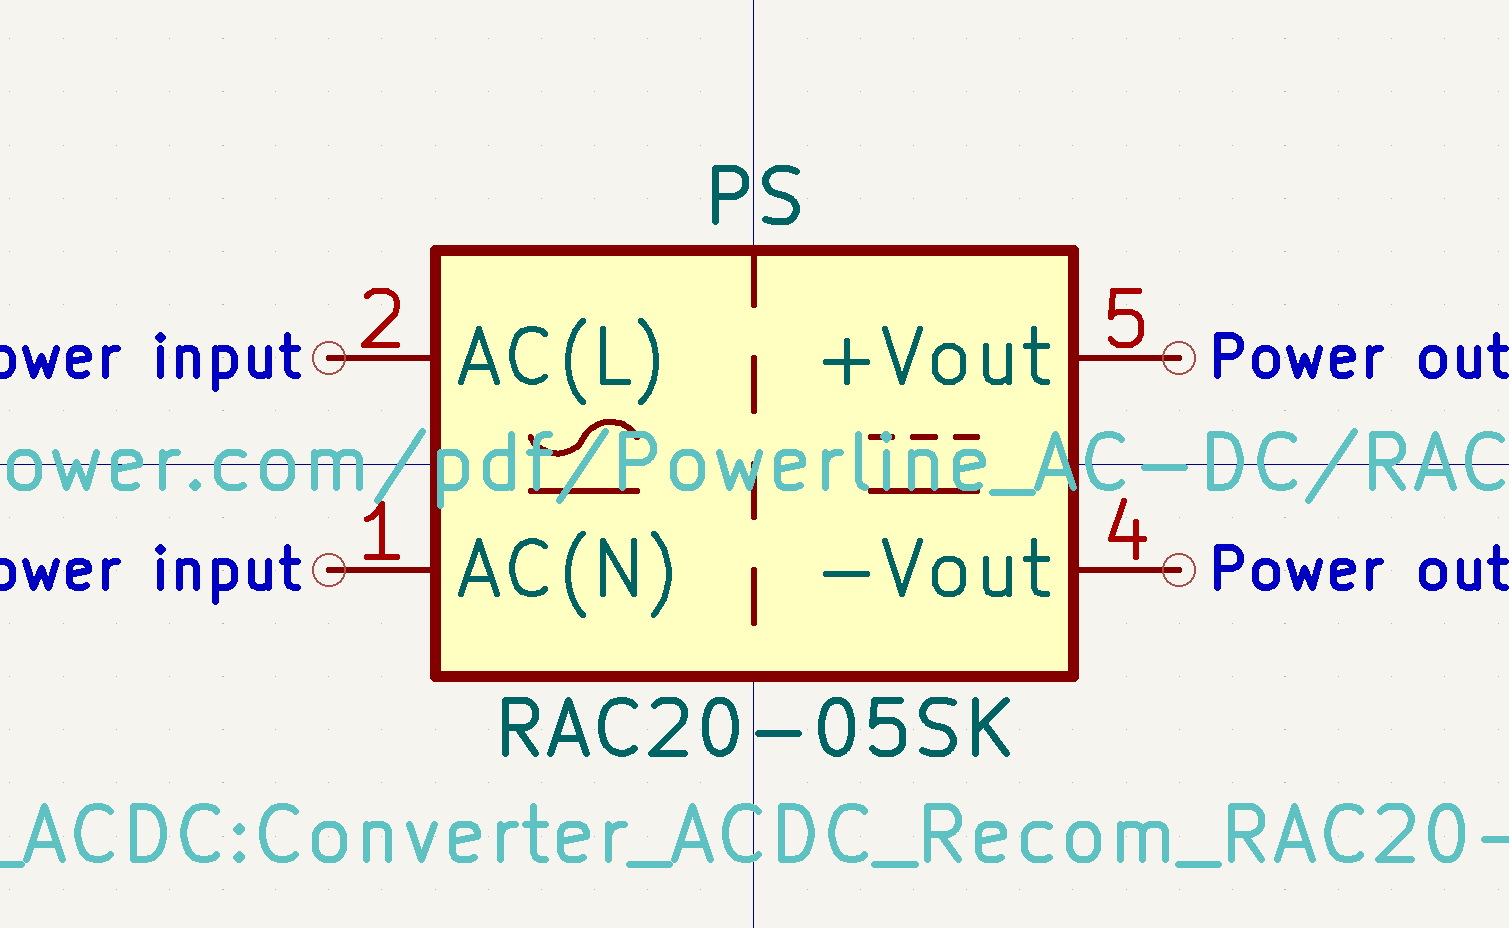 PS
2 5
ower input AC(L) +Vout Power out
ower.com/pdf/Powerline_AC-DC/RAC
1 4
ower input AC(N) -Vout Power out
RAC20-05SK
_ACDC:Converter_ACDC_Recom_RAC20-